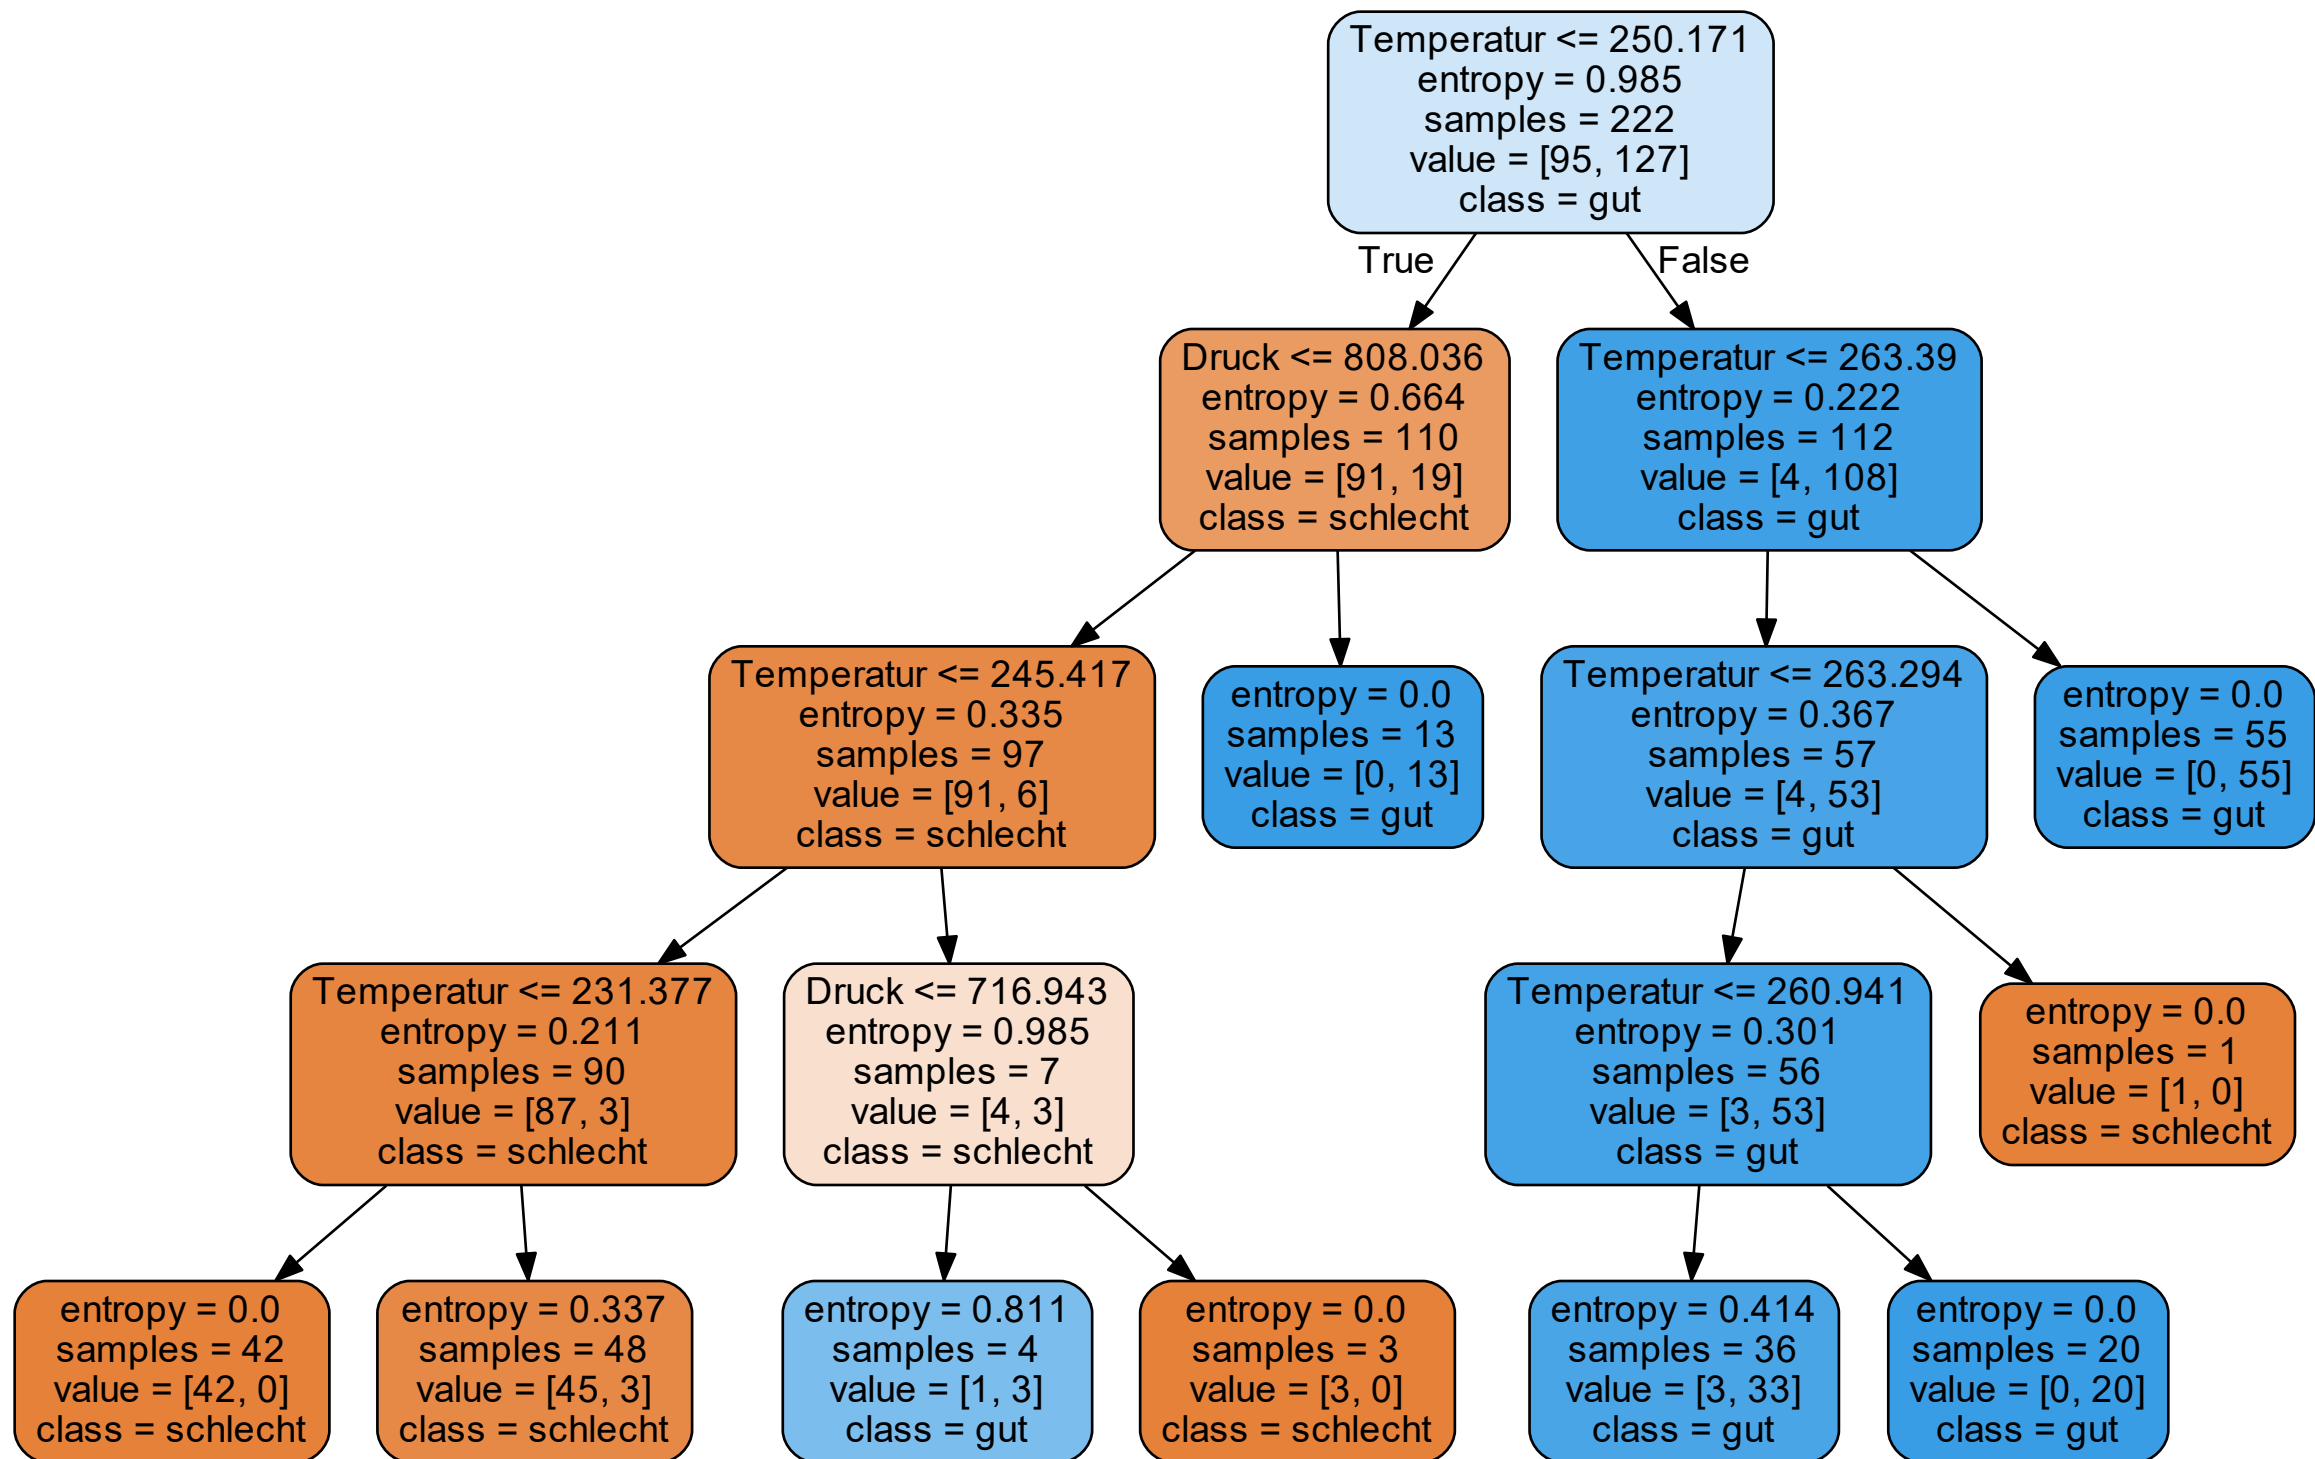 Temperatur <= 250.171
entropy = 0.985
samples = 222
value = [95, 127]
class = gut
True
False
Druck <= 808.036
entropy = 0.664
samples = 110
value = [91, 19]
class = schlecht
Temperatur <= 263.39
entropy = 0.222
samples = 112
value = [4, 108]
class = gut
Temperatur <= 245.417
entropy = 0.335
samples = 97
value = [91, 6]
class = schlecht
entropy = 0.0
samples = 13
value = [0, 13]
class = gut
Temperatur <= 263.294
entropy = 0.367
samples = 57
value = [4, 53]
class = gut
entropy = 0.0
samples = 55
value = [0, 55]
class = gut
Temperatur <= 231.377
entropy = 0.211
samples = 90
value = [87, 3]
class = schlecht
Druck <= 716.943
entropy = 0.985
samples = 7
value = [4, 3]
class = schlecht
Temperatur <= 260.941
entropy = 0.301
samples = 56
value = [3, 53]
class = gut
entropy = 0.0
samples = 1
value = [1, 0]
class = schlecht
entropy = 0.0
samples = 42
value = [42, 0]
class = schlecht
entropy = 0.337
samples = 48
value = [45, 3]
class = schlecht
entropy = 0.811
samples = 4
value = [1, 3]
class = gut
entropy = 0.0
samples = 3
value = [3, 0]
class = schlecht
entropy = 0.414
samples = 36
value = [3, 33]
class = gut
entropy = 0.0
samples = 20
value = [0, 20]
class = gut